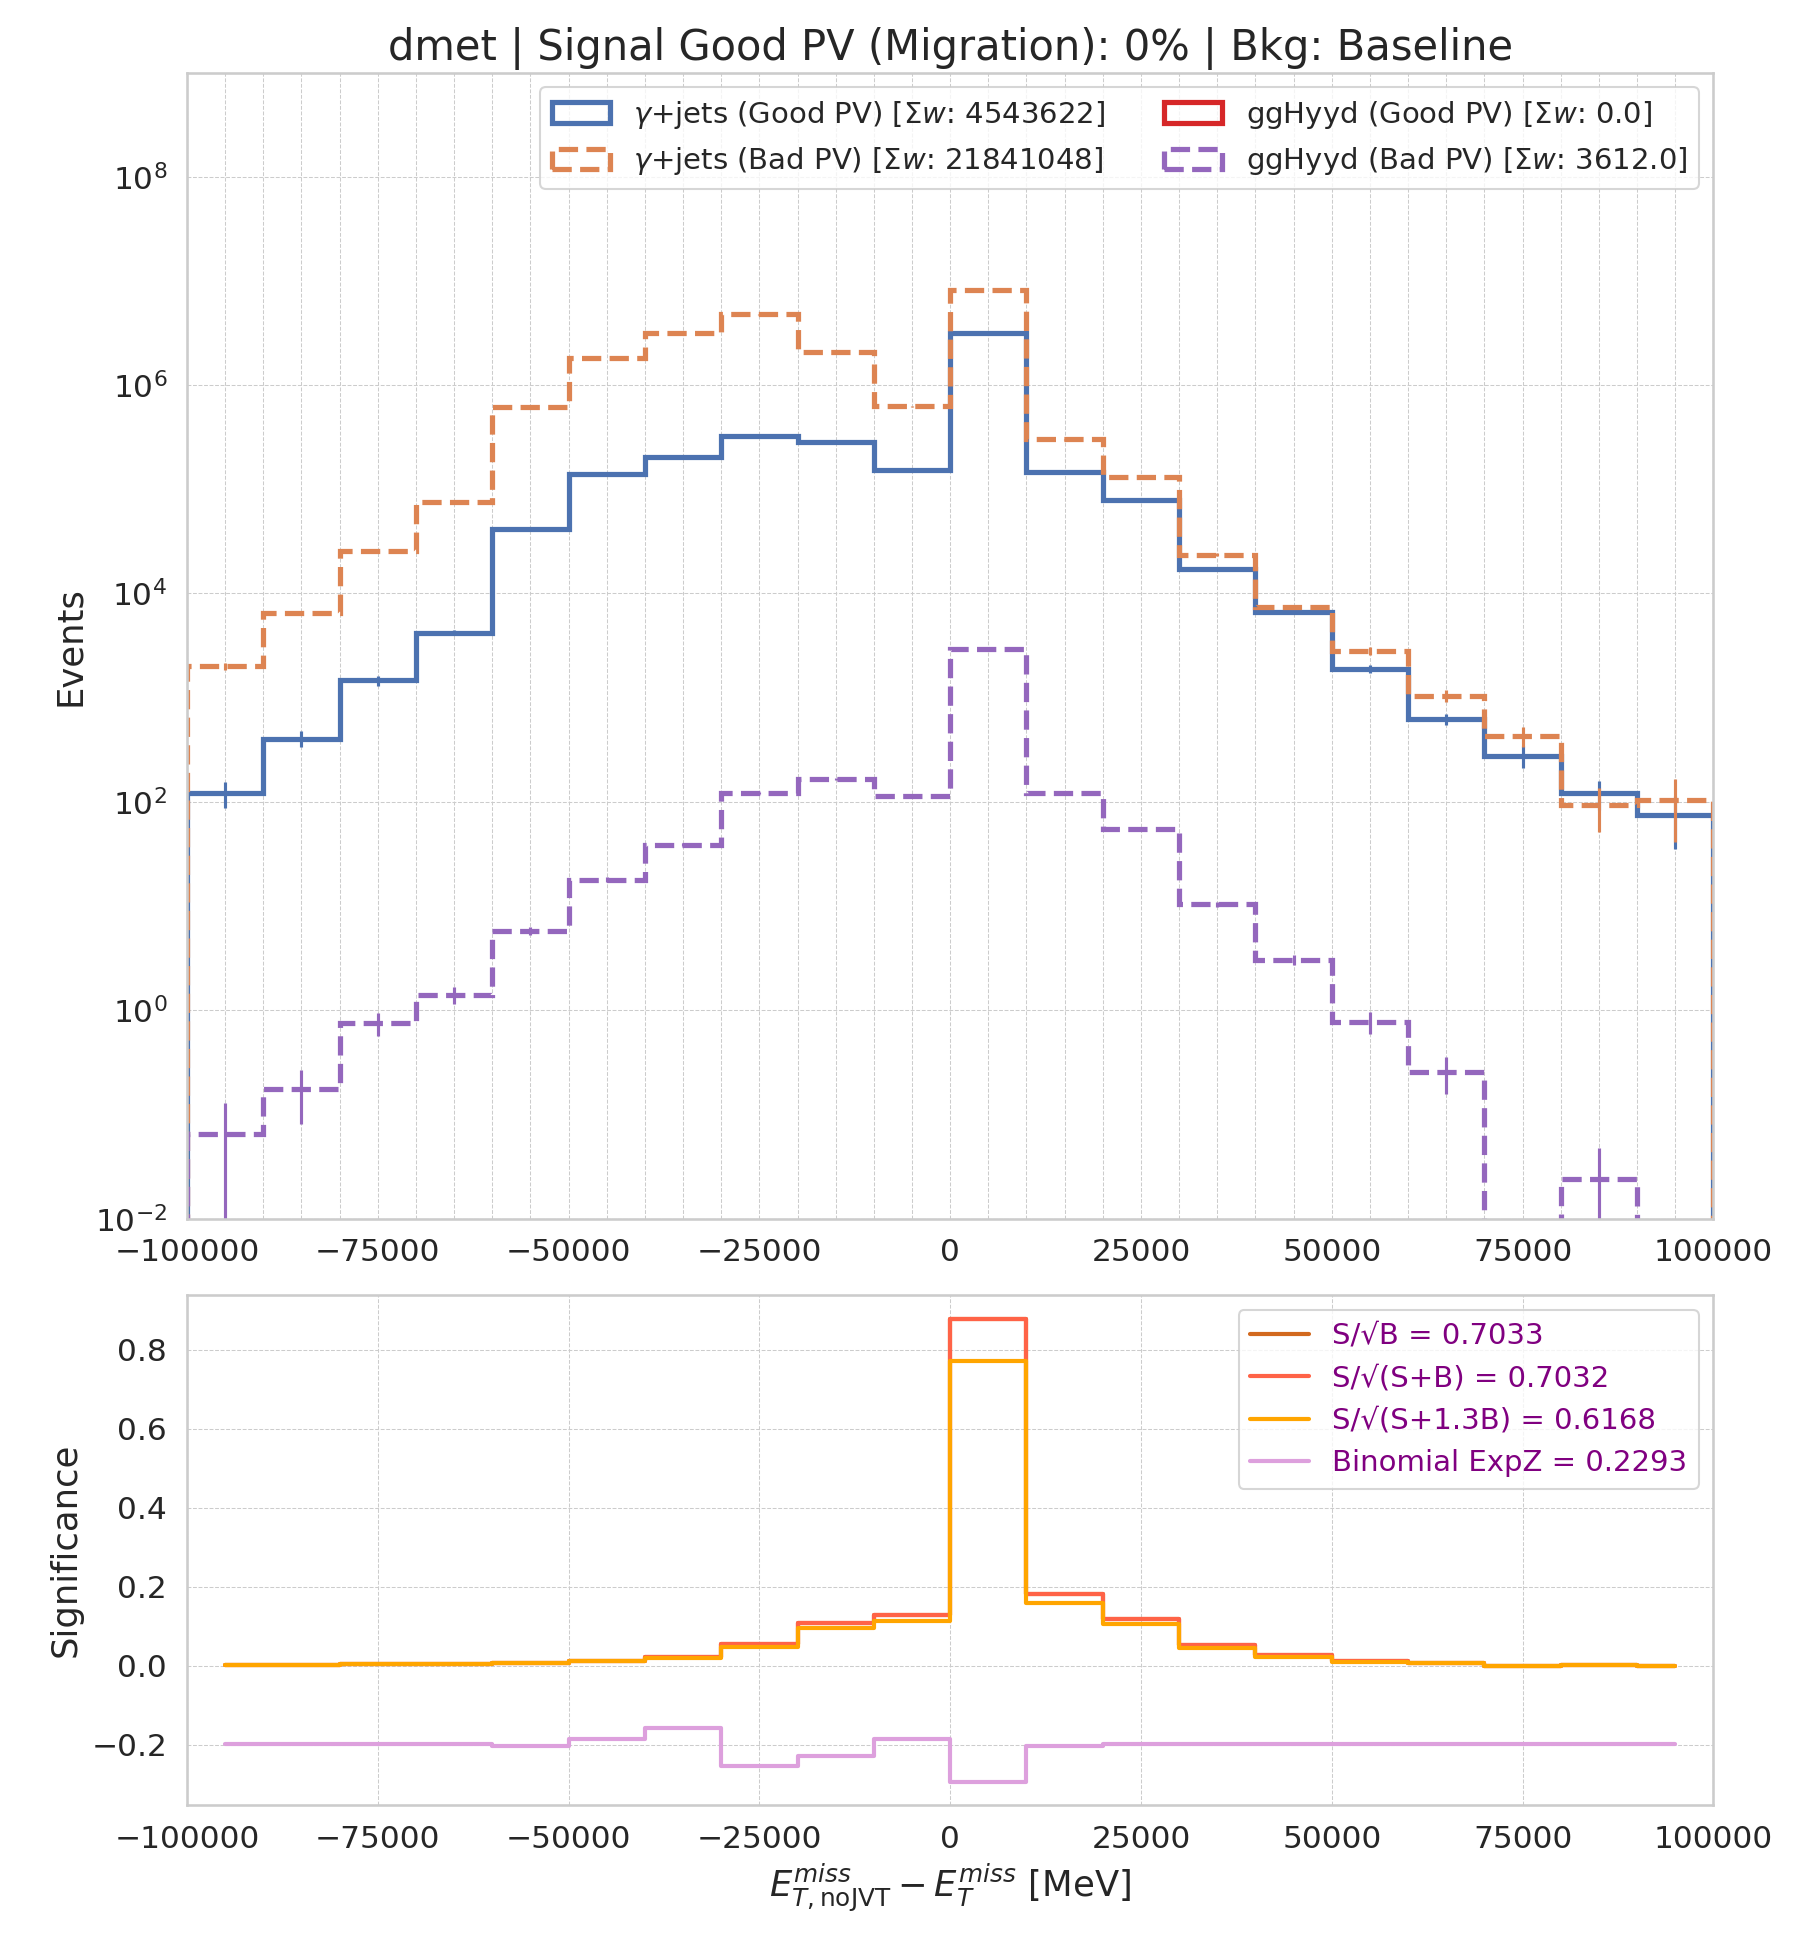 dmet | Signal Good PV (Migration): 0% | Bkg: Baseline
γ+jets (Good PV) [Σw: 4543622]
γ+jets (Bad PV) [Σw: 21841048]
ggHyyd (Good PV) [Σw: 0.0]
ggHyyd (Bad PV) [Σw: 3612.0]
Events
10^8
10^6
10^4
10^2
10^0
10^−2
−100000 −75000 −50000 −25000 0 25000 50000 75000 100000
S/√B = 0.7033
S/√(S+B) = 0.7032
S/√(S+1.3B) = 0.6168
Binomial ExpZ = 0.2293
Significance
0.8
0.6
0.4
0.2
0.0
−0.2
−100000 −75000 −50000 −25000 0 25000 50000 75000 100000
E_{T, noJVT}^{miss} − E_T^{miss} [MeV]